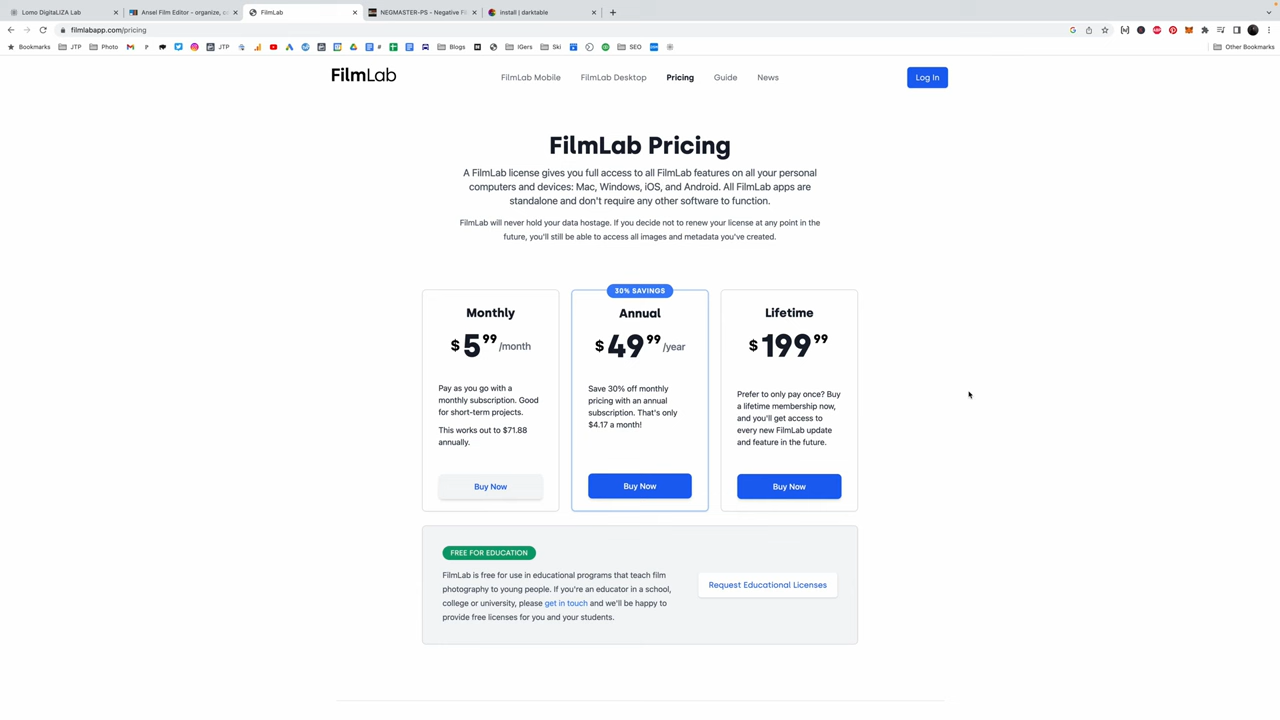 Lomo DigitaLIZA Lab
Ansel Film Editor - organize, c
FilmLab
NEGMASTER-PS - Negative Fi
install | darktable
filmlabapp.com/pricing
Bookmarks JTP Photo JTP # Blogs IGers Ski SEO Other Bookmarks
FilmLab
FilmLab Mobile FilmLab Desktop Pricing Guide News
Log In
FilmLab Pricing
A FilmLab license gives you full access to all FilmLab features on all your personal
computers and devices: Mac, Windows, iOS, and Android. All FilmLab apps are
standalone and don't require any other software to function.
FilmLab will never hold your data hostage. If you decide not to renew your license at any point in the
future, you'll still be able to access all images and metadata you've created.
Monthly
$5 99 /month
Pay as you go with a
monthly subscription. Good
for short-term projects.
This works out to $71.88
annually.
Buy Now
30% SAVINGS
Annual
$49 99 /year
Save 30% off monthly
pricing with an annual
subscription. That's only
$4.17 a month!
Buy Now
Lifetime
$199 99
Prefer to only pay once? Buy
a lifetime membership now,
and you'll get access to
every new FilmLab update
and feature in the future.
Buy Now
FREE FOR EDUCATION
FilmLab is free for use in educational programs that teach film
photography to young people. If you're an educator in a school,
college or university, please get in touch and we'll be happy to
provide free licenses for you and your students.
Request Educational Licenses